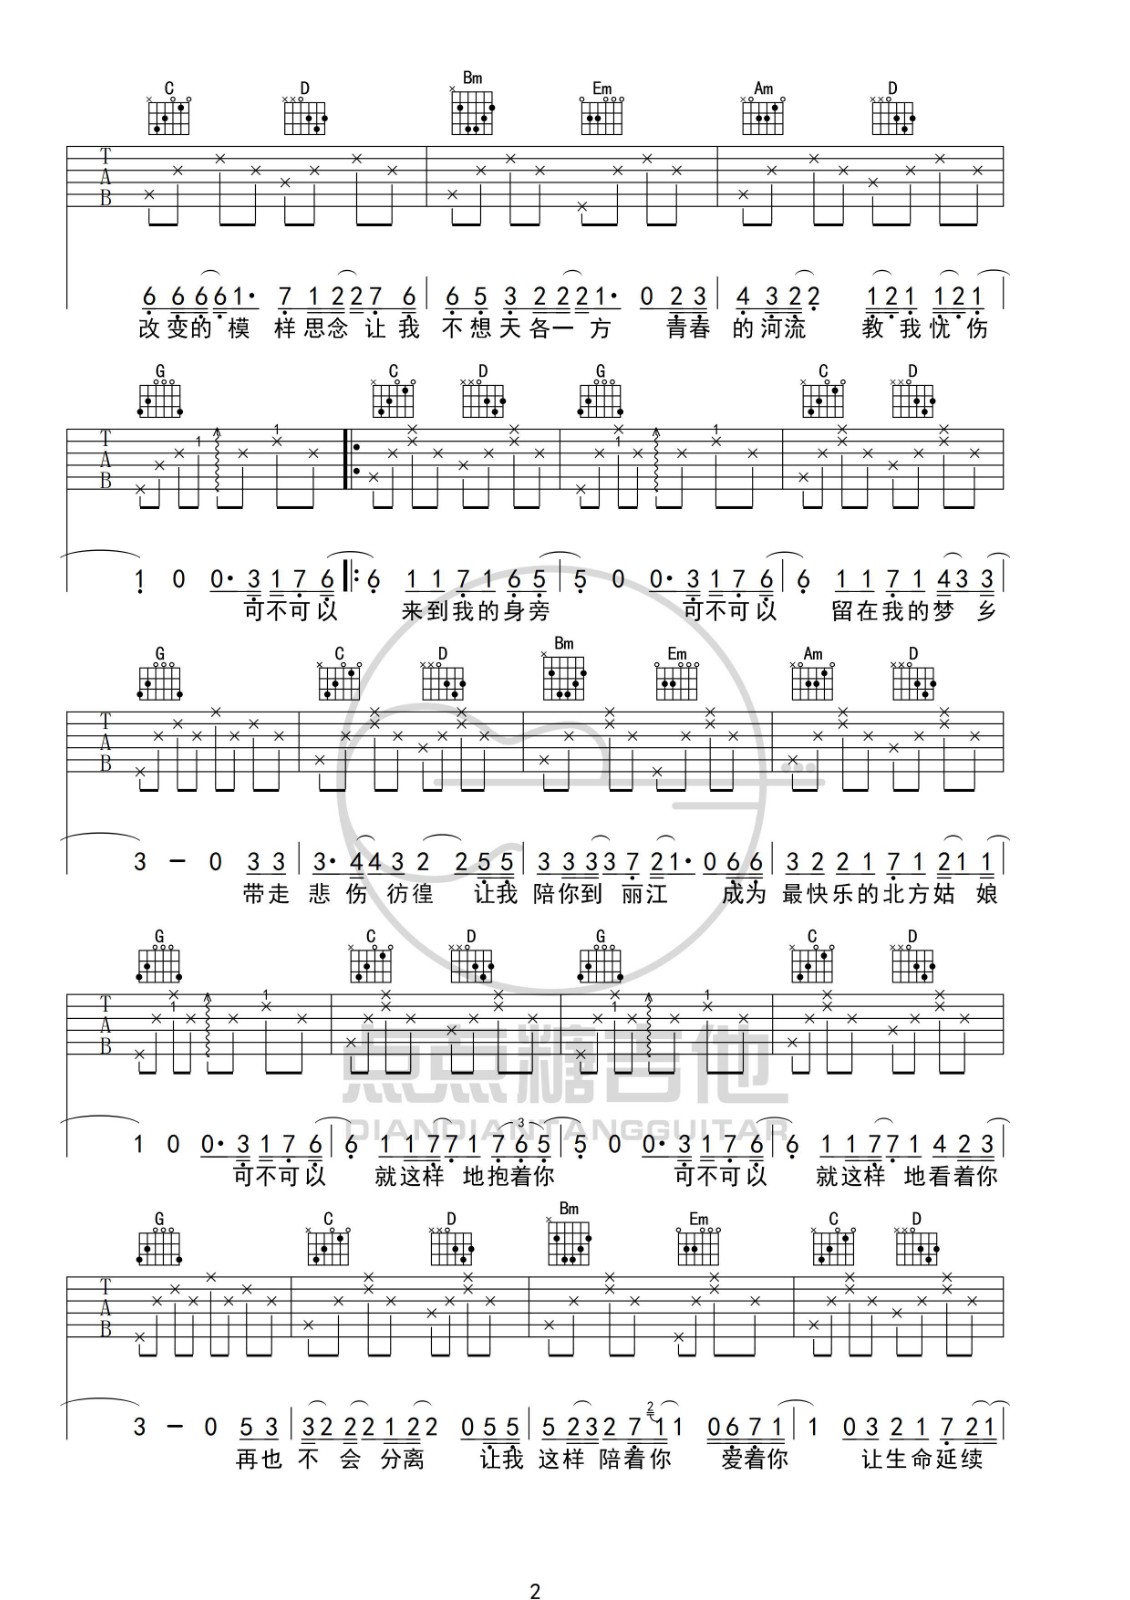 C D Bm Em Am D
T
A
B
6 6 6 6 1· 7 1 2 2 7 6 6 5 3 2 2 2 1· 0 2 3 4 3 2 2 1 2 1 1 2 1
改变的 模 样思念 让我 不想天各一方 青春 的河流 教我忧伤
G C D G C D
T
A
B
1 1
1
1 0 0· 3 1 7 6 6 1 1 7 1 6 5 5 0 0· 3 1 7 6 6 1 1 7 1 4 3 3
可不可以 来到我的身旁 可不可以 留在我的梦 乡
G C D Bm Em Am D
T
A
B
3 – 0 3 3 3· 4 4 3 2 2 5 5 3 3 3 3 7 2 1· 0 6 6 3 2 2 1 7 1 2 1 1
带走 悲 伤 彷 徨 让我 陪你到 丽江 成为 最快乐的北方姑 娘
G C D G C D
T
A
B
1 1
1 1
点点糖吉他
DIANDIANTANGGUITAR
1 0 0· 3 1 7 6 6 1 1 7 7 1 7 6 5 5 0 0· 3 1 7 6 6 1 1 7 7 1 4 2 3
3
可不可以 就这样 地抱着你 可不可以 就这样 地看着你
G C D Bm Em C D
T
A
B
2
3 – 0 5 3 3 2 2 2 1 2 2 0 5 5 5 2 3 2 7 1 1 0 6 7 1 1 0 3 2 1 7 2 1
再也 不 会 分离 让我 这样 陪着你 爱着你 让生命延续
2